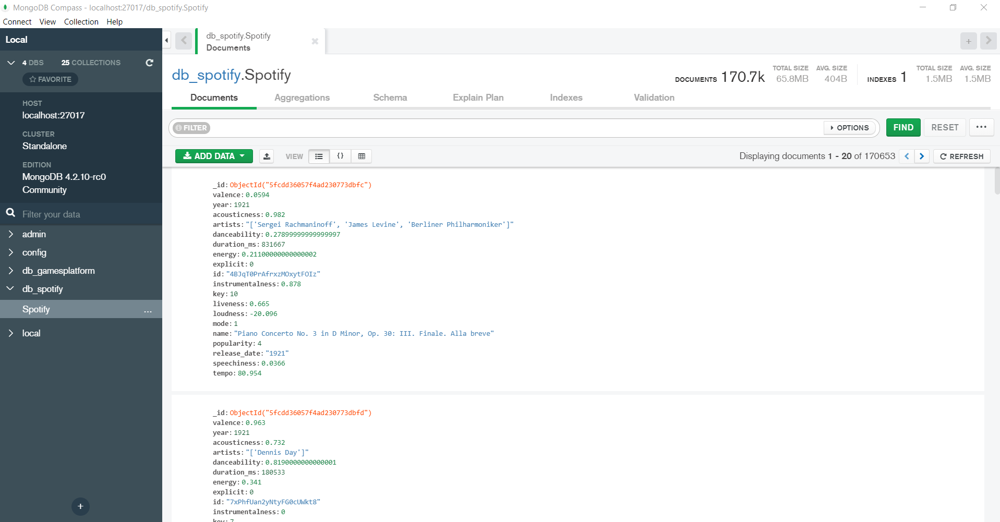 MongoDB Compass - localhost:27017/db_spotify.Spotify
Connect View Collection Help
Local
4 DBS 25 COLLECTIONS
FAVORITE
HOST
localhost:27017
CLUSTER
Standalone
EDITION
MongoDB 4.2.10-rc0
Community
Filter your data
admin
config
db_gamesplatform
db_spotify
Spotify ...
local
+
db_spotify.Spotify
Documents
db_spotify.Spotify
DOCUMENTS 170.7k
TOTAL SIZE
65.8MB
AVG. SIZE
404B
INDEXES 1
TOTAL SIZE
1.5MB
AVG. SIZE
1.5MB
Documents Aggregations Schema Explain Plan Indexes Validation
FILTER OPTIONS FIND RESET ...
ADD DATA VIEW {} Displaying documents 1 - 20 of 170653 REFRESH
_id: ObjectId("5fcdd36057f4ad230773dbfc")
valence: 0.0594
year: 1921
acousticness: 0.982
artists: "['Sergei Rachmaninoff', 'James Levine', 'Berliner Philharmoniker']"
danceability: 0.27899999999999997
duration_ms: 831667
energy: 0.21100000000000002
explicit: 0
id: "4BJqT0PrAfrxzMOxytFOIz"
instrumentalness: 0.878
key: 10
liveness: 0.665
loudness: -20.096
mode: 1
name: "Piano Concerto No. 3 in D Minor, Op. 30: III. Finale. Alla breve"
popularity: 4
release_date: "1921"
speechiness: 0.0366
tempo: 80.954
_id: ObjectId("5fcdd36057f4ad230773dbfd")
valence: 0.963
year: 1921
acousticness: 0.732
artists: "['Dennis Day']"
danceability: 0.8190000000000001
duration_ms: 180533
energy: 0.341
explicit: 0
id: "7xPhfUan2yNtyFG0cUWkt8"
instrumentalness: 0
key: 7